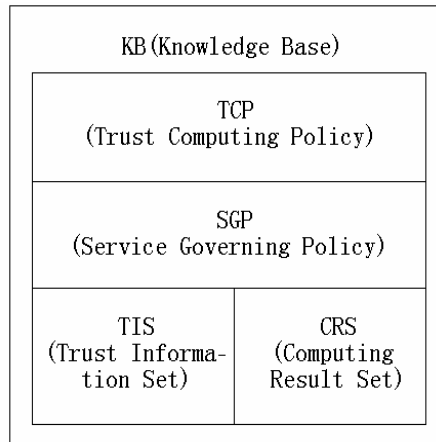 KB(Knowledge Base)
TCP
(Trust Computing Policy)
SGP
(Service Governing Policy)
TIS
(Trust Informa-
tion Set)
CRS
(Computing
Result Set)